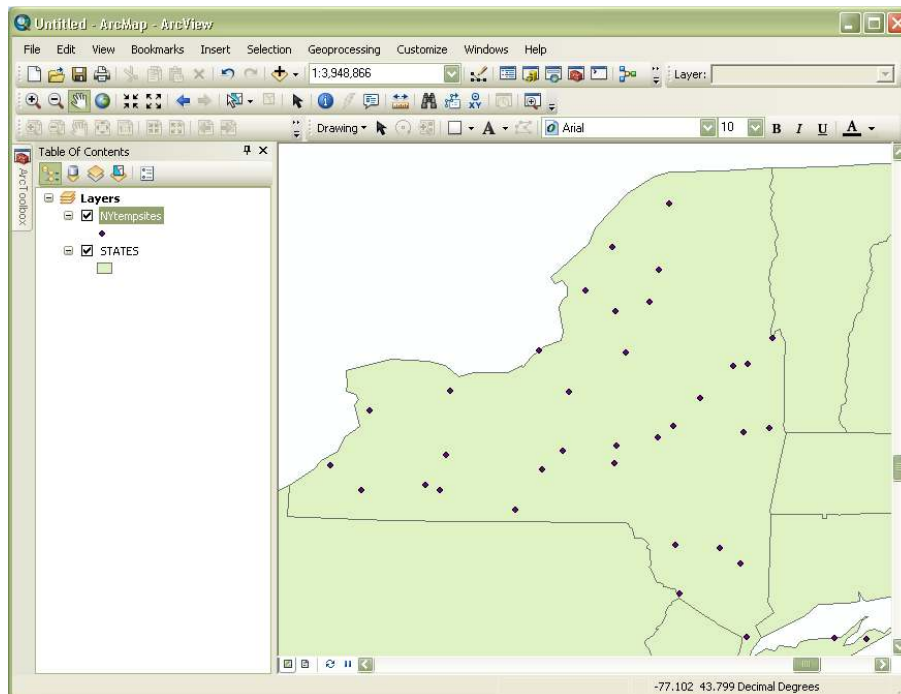 Untitled - ArcMap - ArcView
File Edit View Bookmarks Insert Selection Geoprocessing Customize Windows Help
1:3,948,866
Layer:
Drawing
A
Arial
10
B I U A
ArcToolbox
Table Of Contents
Layers
NYtempsites
STATES
-77.102 43.799 Decimal Degrees